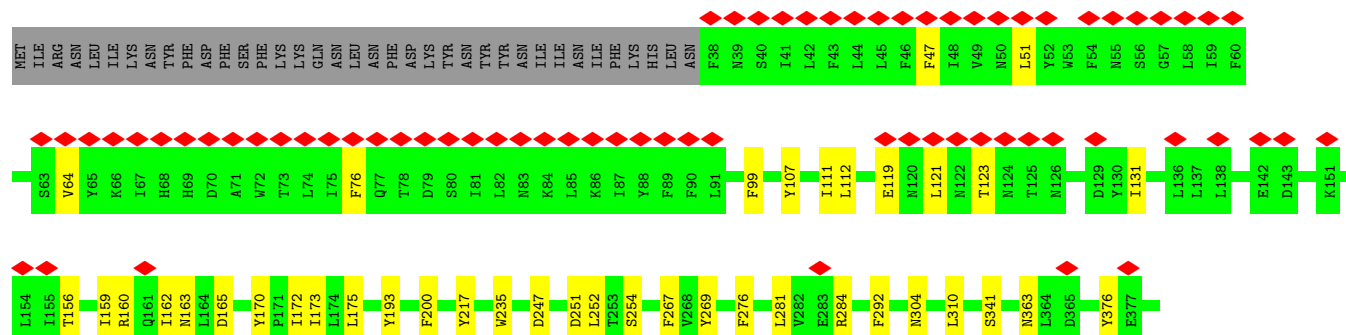 MET ILE ARG ASN LEU ILE LYS ASN TYR PHE ASP PHE SER PHE LYS LYS GLN ASN LEU ASN PHE ASP LYS TYR ASN TYR TYR ASN ILE ILE ASN ILE PHE LYS HIS LEU ASN F38 N39 S40 I41 L42 F43 L44 L45 F46 F47 I48 V49 N50 L51 Y52 W53 F54 N55 S56 G57 L58 I59 F60
S63 V64 Y65 K66 I67 H68 H69 D70 A71 W72 T73 L74 I75 F76 Q77 T78 D79 S80 I81 L82 N83 K84 L85 K86 I87 Y88 F89 F90 L91 F99 Y107 I111 L112 E119 N120 L121 N122 T123 N124 T125 N126 D129 Y130 I131 L136 L137 L138 E142 D143 K151
L154 I155 T156 I159 R160 Q161 I162 N163 L164 D165 Y170 P171 I172 I173 L174 L175 Y193 F200 Y217 W235 D247 D251 L252 T253 S254 F267 V268 Y269 F276 L281 V282 E283 R284 F292 N304 L310 S341 N363 L364 D365 Y376 E377